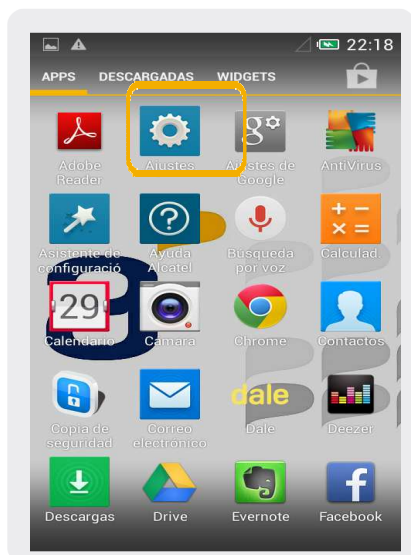 22:18
APPS DESCARGADAS WIDGETS
Adobe
Reader
Ajustes
g
Ajustes de
Google
AntiVirus
Asistente de
configuració
?
Ayuda
Alcatel
Búsqueda
por voz
+ −
× =
Calculad.
29
Calendario
Cámara
Chrome
Contactos
Copia de
seguridad
Correo
electrónico
dale
Dale
Deezer
Descargas
Drive
Evernote
f
Facebook